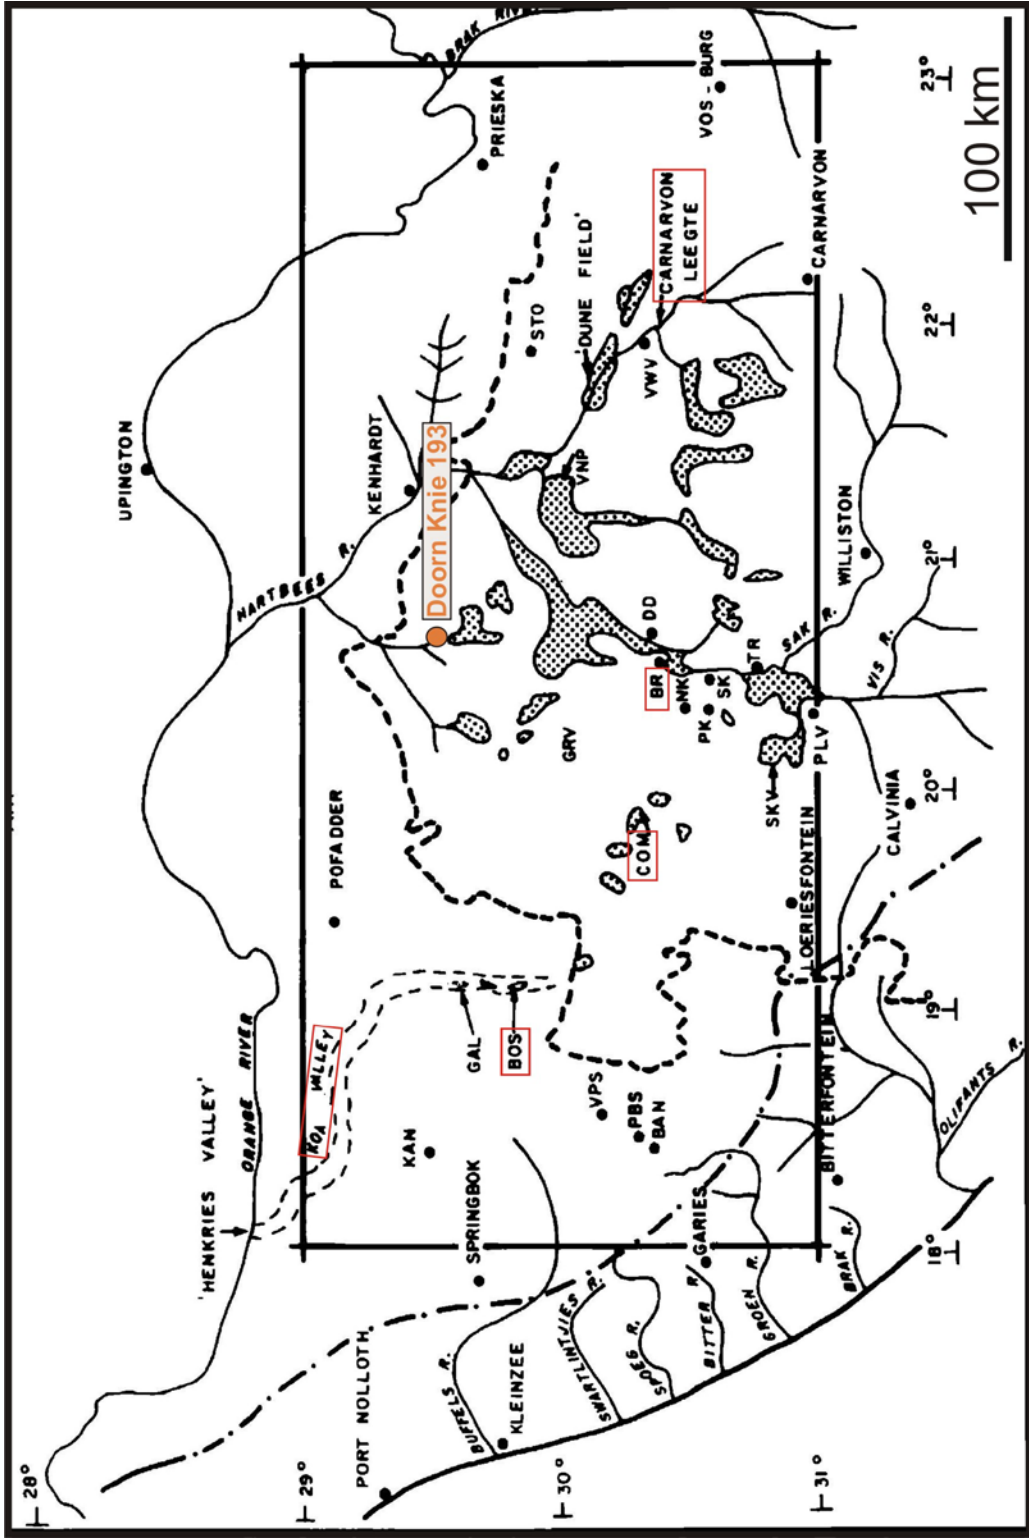 28°
'HENKRIES VALLEY'
UPINGTON
ORANGE RIVER
HARTBEES R.
29°
KOA VALLEY
POFADDER
PORT NOLLOTH
KENHARDT
KAN
Doorn Knie 193
BRAK RIVER
BUFFELS R.
SPRINGBOK
GAL
PRIESKA
KLEINZEE
BOS
STO
30°
GRV
VNP
'DUNE FIELD'
SWARTLINTJIES R.
VPS
SPOEG R.
PBS
COM
DD
VWV
BAN
BR
CARNARVON
LEEGTE
NK
BITTER R.
GARIES
PK
SK
VOS-BURG
TR
GROEN R.
SKV
SAK R.
31°
BITTERFONTEIN
LOERIESFONTEIN
PLV
CARNARVON
BRAK R.
WILLISTON
VIS R.
CALVINIA
OLIFANTS R.
18°
19°
20°
21°
22°
23°
100 km